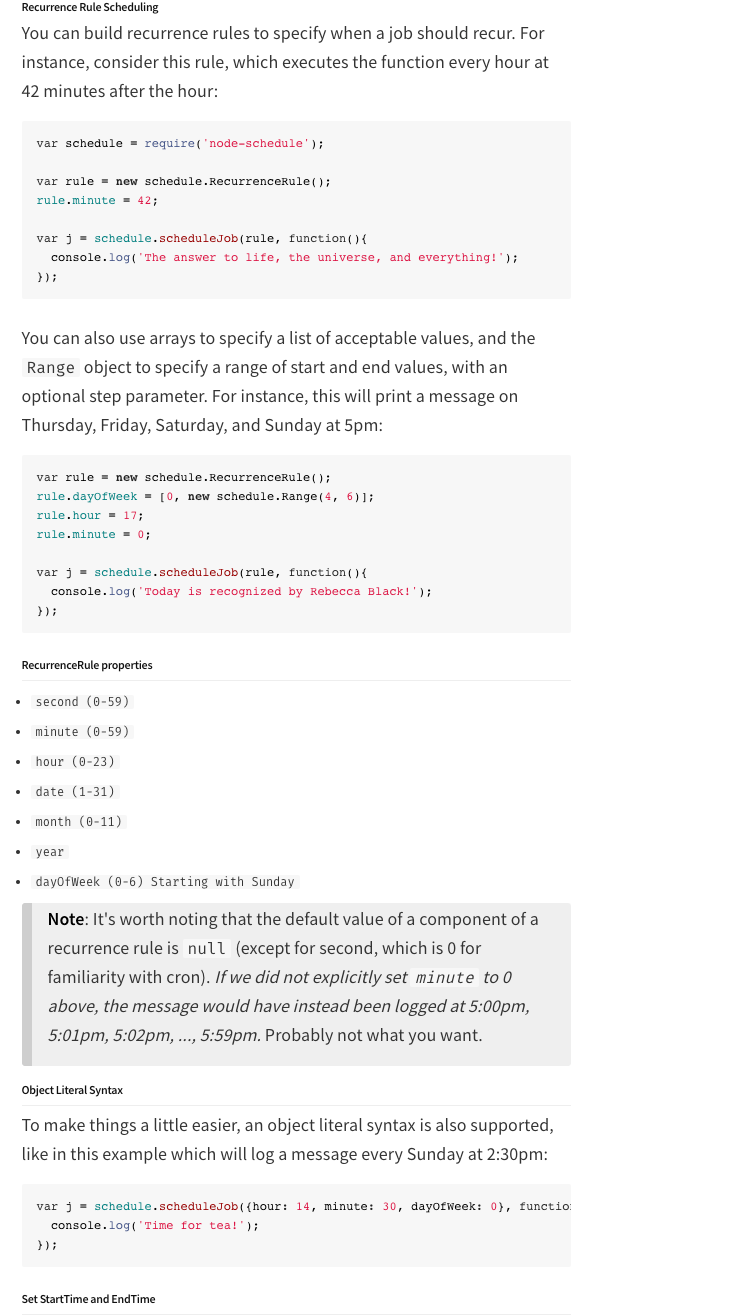 Recurrence Rule Scheduling
You can build recurrence rules to specify when a job should recur. For
instance, consider this rule, which executes the function every hour at
42 minutes after the hour:
var schedule = require('node-schedule');
var rule = new schedule.RecurrenceRule();
rule.minute = 42;
var j = schedule.scheduleJob(rule, function(){
  console.log('The answer to life, the universe, and everything!');
});
You can also use arrays to specify a list of acceptable values, and the
Range object to specify a range of start and end values, with an
optional step parameter. For instance, this will print a message on
Thursday, Friday, Saturday, and Sunday at 5pm:
var rule = new schedule.RecurrenceRule();
rule.dayOfWeek = [0, new schedule.Range(4, 6)];
rule.hour = 17;
rule.minute = 0;
var j = schedule.scheduleJob(rule, function(){
  console.log('Today is recognized by Rebecca Black!');
});
RecurrenceRule properties
• second (0-59)
• minute (0-59)
• hour (0-23)
• date (1-31)
• month (0-11)
• year
• dayOfWeek (0-6) Starting with Sunday
Note: It's worth noting that the default value of a component of a
recurrence rule is null (except for second, which is 0 for
familiarity with cron). If we did not explicitly set minute to 0
above, the message would have instead been logged at 5:00pm,
5:01pm, 5:02pm, ..., 5:59pm. Probably not what you want.
Object Literal Syntax
To make things a little easier, an object literal syntax is also supported,
like in this example which will log a message every Sunday at 2:30pm:
var j = schedule.scheduleJob({hour: 14, minute: 30, dayOfWeek: 0}, functio
  console.log('Time for tea!');
});
Set StartTime and EndTime